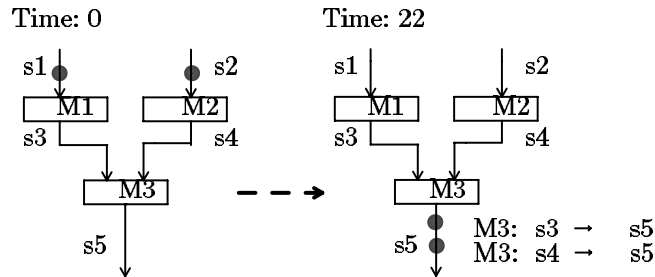 Time: 0
Time: 22
s1
s2
s1
s2
M1
M2
M1
M2
s3
s4
s3
s4
M3
M3
s5
s5
M3: s3 → s5
M3: s4 → s5